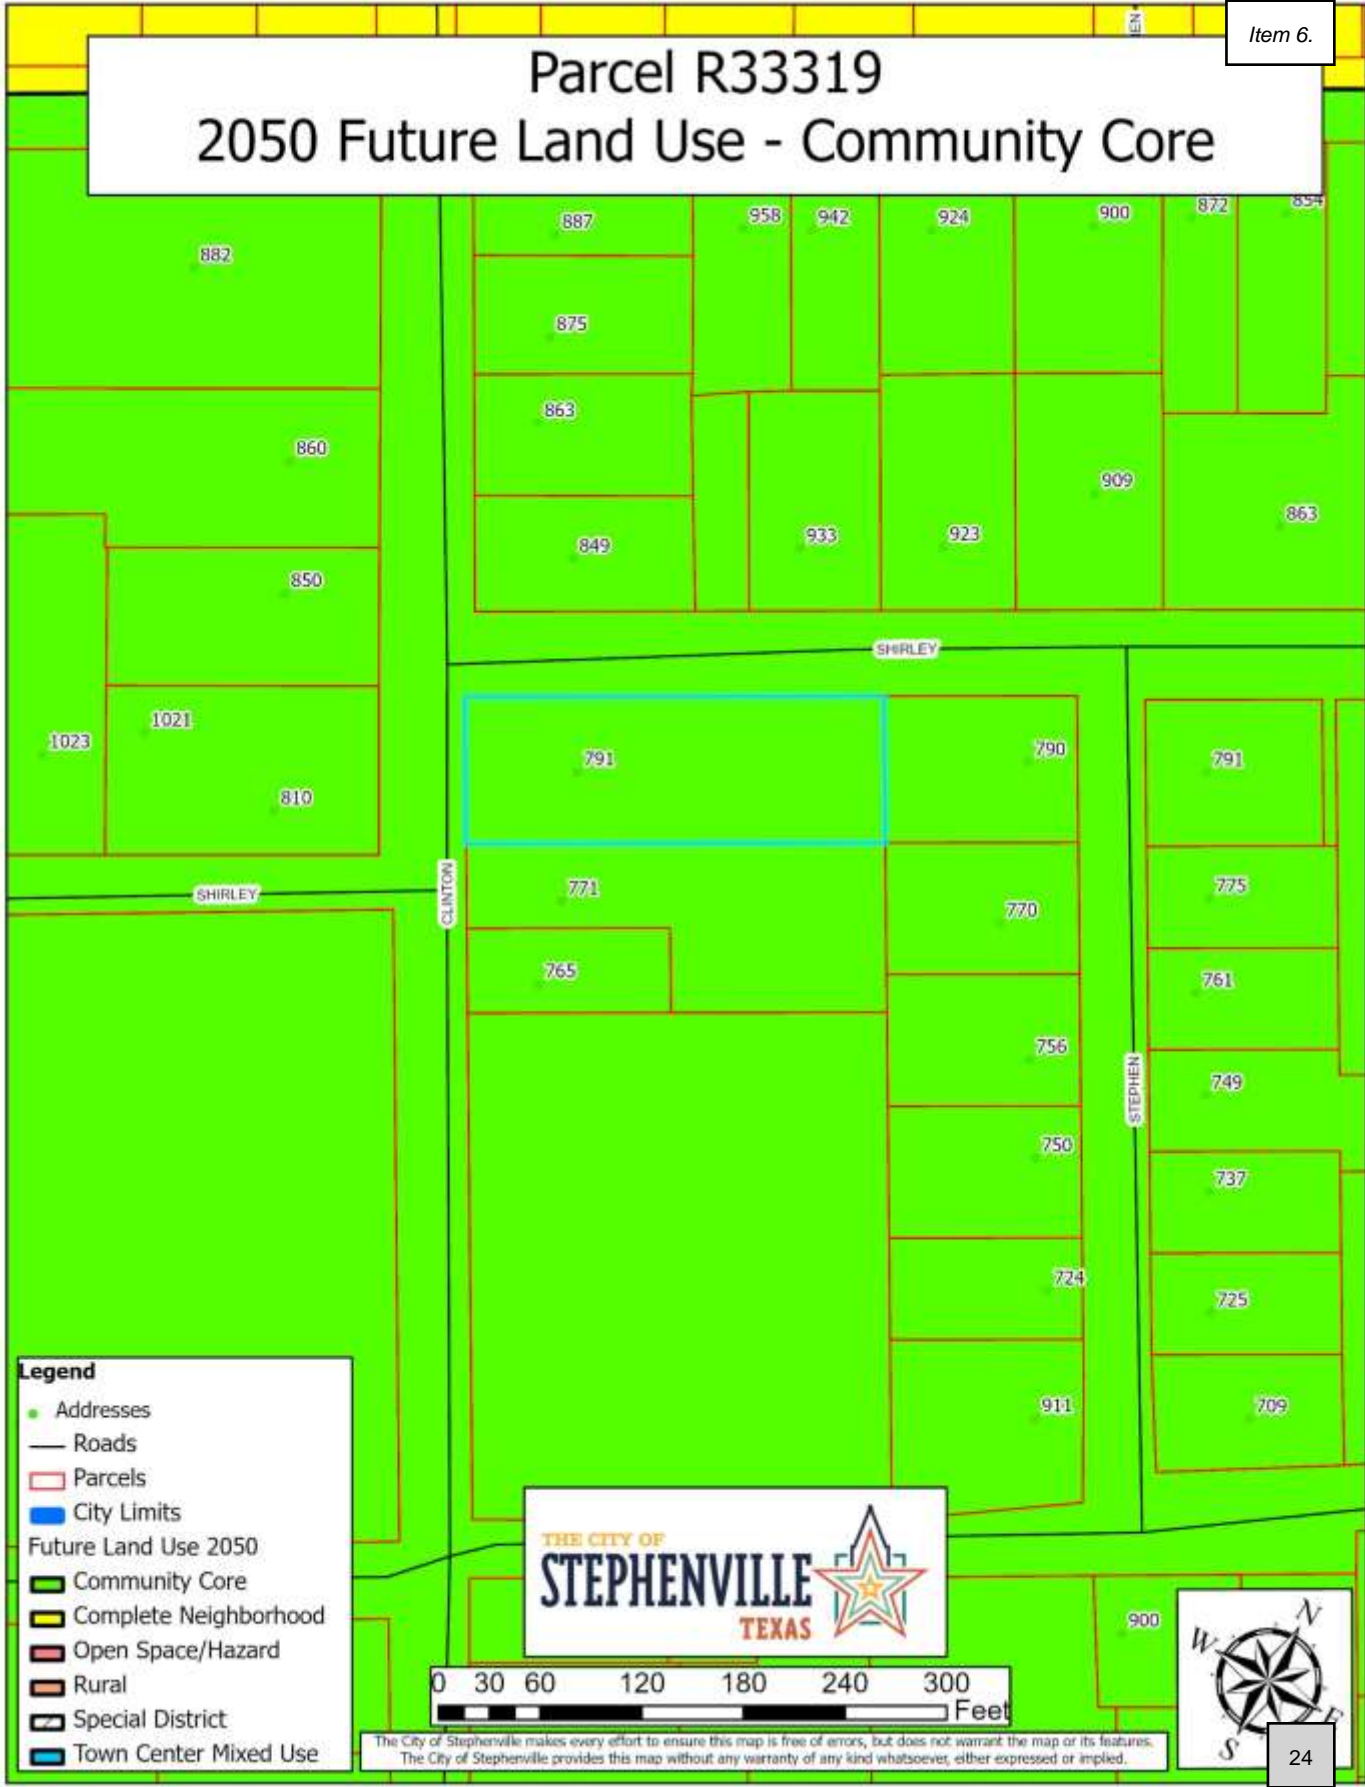 Item 6.
Parcel R33319
2050 Future Land Use - Community Core
887
958
942
924
900
872
854
882
875
863
860
909
863
849
933
923
850
SHIRLEY
1021
1023
791
790
791
810
SHIRLEY
CLINTON
771
775
770
765
761
756
STEPHEN
749
750
737
724
725
911
709
Legend
Addresses
Roads
Parcels
City Limits
Future Land Use 2050
Community Core
Complete Neighborhood
Open Space/Hazard
Rural
Special District
Town Center Mixed Use
THE CITY OF
STEPHENVILLE
TEXAS
900
0 30 60 120 180 240 300
Feet
The City of Stephenville makes every effort to ensure this map is free of errors, but does not warrant the map or its features.
The City of Stephenville provides this map without any warranty of any kind whatsoever, either expressed or implied.
N
W
E
S
24